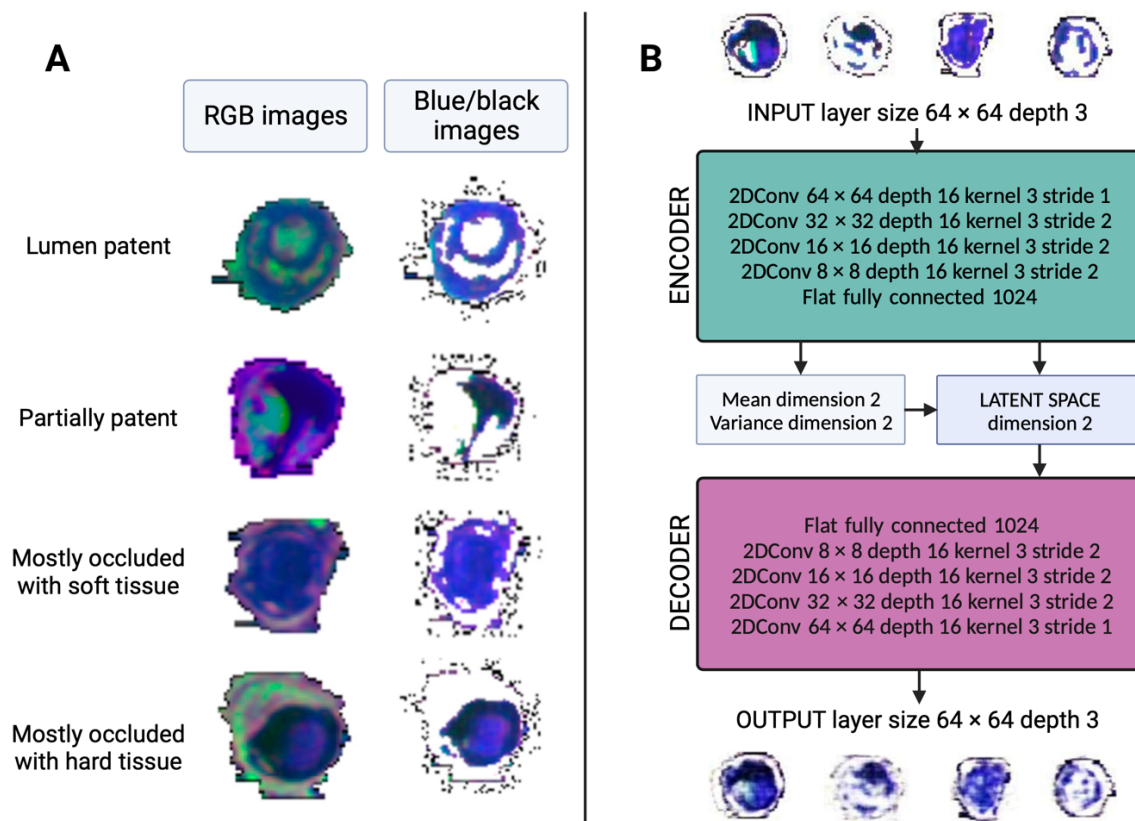 A
RGB images
Blue/black
images
Lumen patent
Partially patent
Mostly occluded
with soft tissue
Mostly occluded
with hard tissue
B
INPUT layer size 64 × 64 depth 3
ENCODER
2DConv 64 × 64 depth 16 kernel 3 stride 1
2DConv 32 × 32 depth 16 kernel 3 stride 2
2DConv 16 × 16 depth 16 kernel 3 stride 2
2DConv 8 × 8 depth 16 kernel 3 stride 2
Flat fully connected 1024
Mean dimension 2
Variance dimension 2
LATENT SPACE
dimension 2
DECODER
Flat fully connected 1024
2DConv 8 × 8 depth 16 kernel 3 stride 2
2DConv 16 × 16 depth 16 kernel 3 stride 2
2DConv 32 × 32 depth 16 kernel 3 stride 2
2DConv 64 × 64 depth 16 kernel 3 stride 1
OUTPUT layer size 64 × 64 depth 3